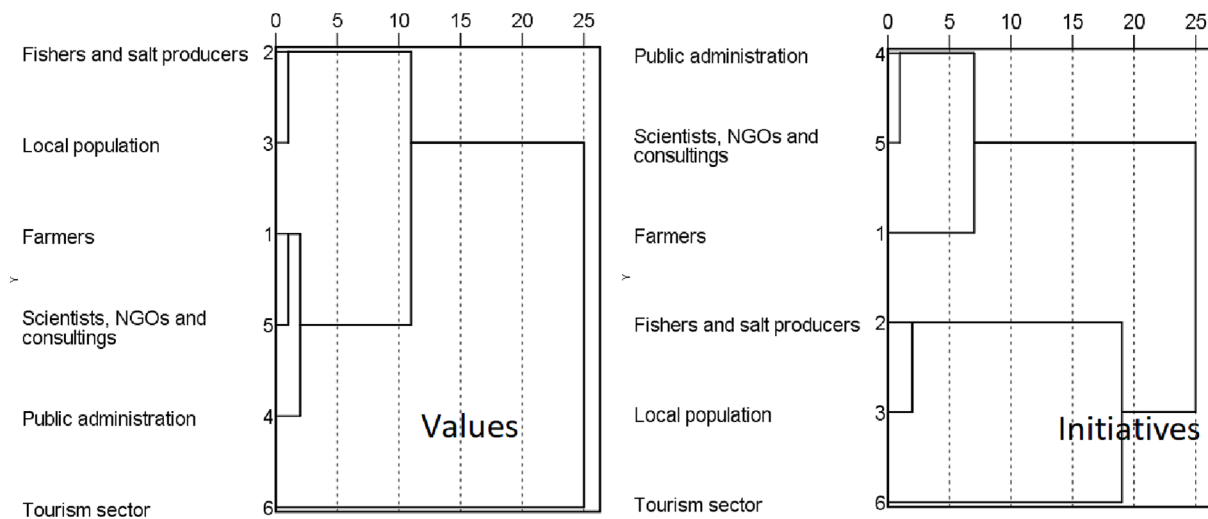 0 5 10 15 20 25
Fishers and salt producers 2
Local population 3
Farmers 1
Y
Scientists, NGOs and
consultings 5
Public administration 4
Values
Tourism sector 6
0 5 10 15 20 25
Public administration 4
Scientists, NGOs and
consultings 5
Farmers 1
Y
Fishers and salt producers 2
Local population 3
Initiatives
Tourism sector 6